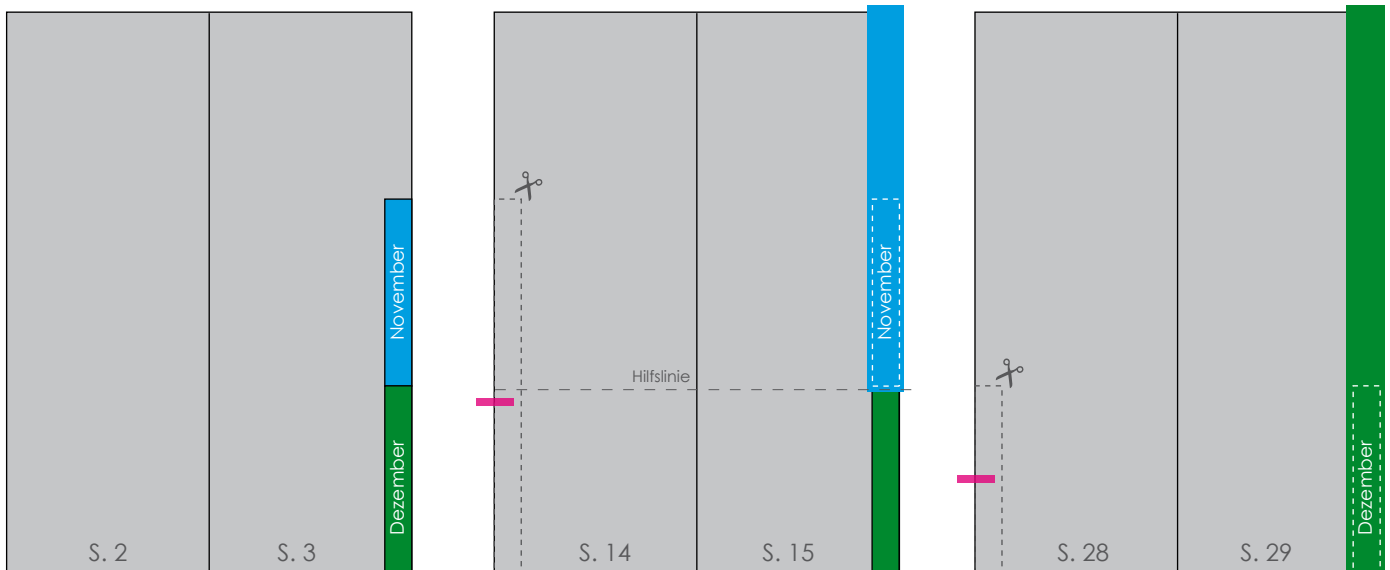 November
Dezember
S. 2
S. 3
November
Hilfslinie
S. 14
S. 15
Dezember
S. 28
S. 29